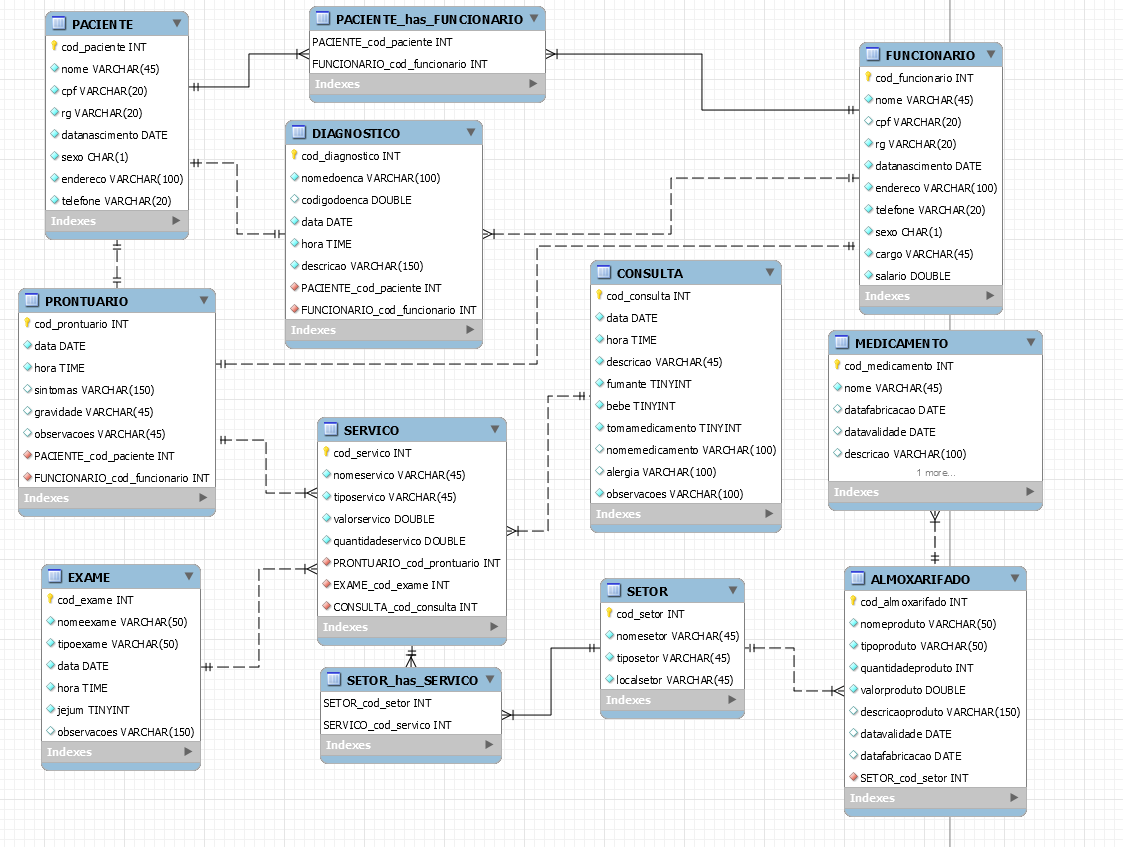 PACIENTE
cod_paciente INT
nome VARCHAR(45)
cpf VARCHAR(20)
rg VARCHAR(20)
datanascimento DATE
sexo CHAR(1)
endereco VARCHAR(100)
telefone VARCHAR(20)
Indexes
PACIENTE_has_FUNCIONARIO
PACIENTE_cod_paciente INT
FUNCIONARIO_cod_funcionario INT
Indexes
FUNCIONARIO
cod_funcionario INT
nome VARCHAR(45)
cpf VARCHAR(20)
rg VARCHAR(20)
datanascimento DATE
endereco VARCHAR(100)
telefone VARCHAR(20)
sexo CHAR(1)
cargo VARCHAR(45)
salario DOUBLE
Indexes
DIAGNOSTICO
cod_diagnostico INT
nomedoenca VARCHAR(100)
codigodoenca DOUBLE
data DATE
hora TIME
descricao VARCHAR(150)
PACIENTE_cod_paciente INT
FUNCIONARIO_cod_funcionario INT
Indexes
PRONTUARIO
cod_prontuario INT
data DATE
hora TIME
sintomas VARCHAR(150)
gravidade VARCHAR(45)
observacoes VARCHAR(45)
PACIENTE_cod_paciente INT
FUNCIONARIO_cod_funcionario INT
Indexes
CONSULTA
cod_consulta INT
data DATE
hora TIME
descricao VARCHAR(45)
fumante TINYINT
bebe TINYINT
tomamedicamento TINYINT
nomemedicamento VARCHAR(100)
alergia VARCHAR(100)
observacoes VARCHAR(100)
Indexes
MEDICAMENTO
cod_medicamento INT
nome VARCHAR(45)
datafabricacao DATE
datavalidade DATE
descricao VARCHAR(100)
1 more...
Indexes
SERVICO
cod_servico INT
nomeservico VARCHAR(45)
tiposervico VARCHAR(45)
valorservico DOUBLE
quantidadeservico DOUBLE
PRONTUARIO_cod_prontuario INT
EXAME_cod_exame INT
CONSULTA_cod_consulta INT
Indexes
EXAME
cod_exame INT
nomeexame VARCHAR(50)
tipoexame VARCHAR(50)
data DATE
hora TIME
jejum TINYINT
observacoes VARCHAR(150)
Indexes
SETOR_has_SERVICO
SETOR_cod_setor INT
SERVICO_cod_servico INT
Indexes
SETOR
cod_setor INT
nomesetor VARCHAR(45)
tiposetor VARCHAR(45)
localsetor VARCHAR(45)
Indexes
ALMOXARIFADO
cod_almoxarifado INT
nomeproduto VARCHAR(50)
tipoproduto VARCHAR(50)
quantidadeproduto INT
valorproduto DOUBLE
descricaoproduto VARCHAR(150)
datavalidade DATE
datafabricacao DATE
SETOR_cod_setor INT
Indexes